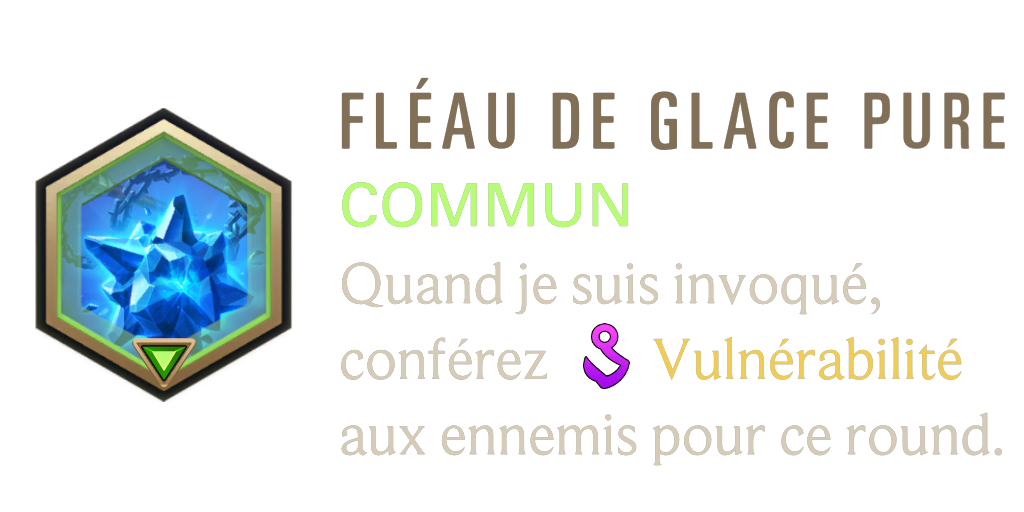 FLÉAU DE GLACE PURE
COMMUN
Quand je suis invoqué,
conférez Vulnérabilité
aux ennemis pour ce round.